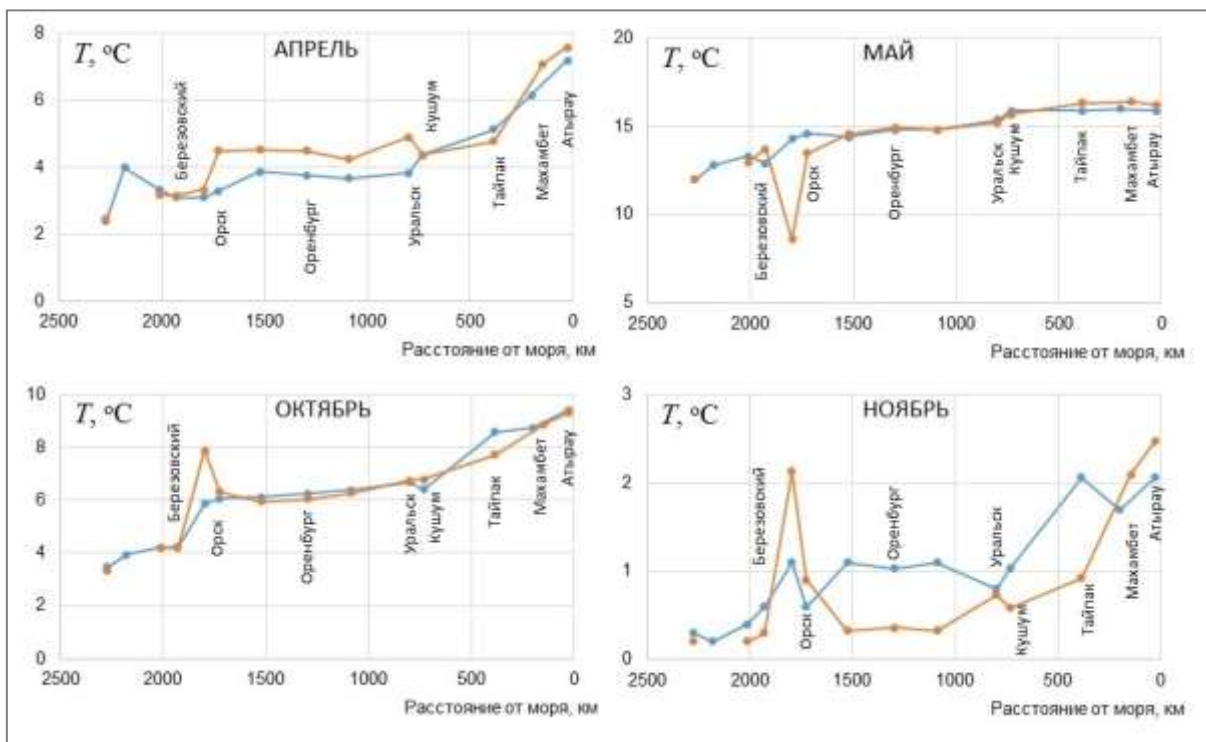 T, °C
АПРЕЛЬ
8
6
4
2
0
Березовский
Орск
Оренбург
Уральск
Кушум
Тайпак
Махамбет
Атырау
2500 2000 1500 1000 500 0
Расстояние от моря, км
T, °C
МАЙ
20
15
10
5
Березовский
Орск
Оренбург
Уральск
Кушум
Тайпак
Махамбет
Атырау
2500 2000 1500 1000 500 0
Расстояние от моря, км
T, °C
ОКТЯБРЬ
10
8
6
4
2
0
Березовский
Орск
Оренбург
Уральск
Кушум
Тайпак
Махамбет
Атырау
2500 2000 1500 1000 500 0
Расстояние от моря, км
T, °C
НОЯБРЬ
3
2
1
0
Березовский
Орск
Оренбург
Уральск
Кушум
Тайпак
Махамбет
Атырау
2500 2000 1500 1000 500 0
Расстояние от моря, км